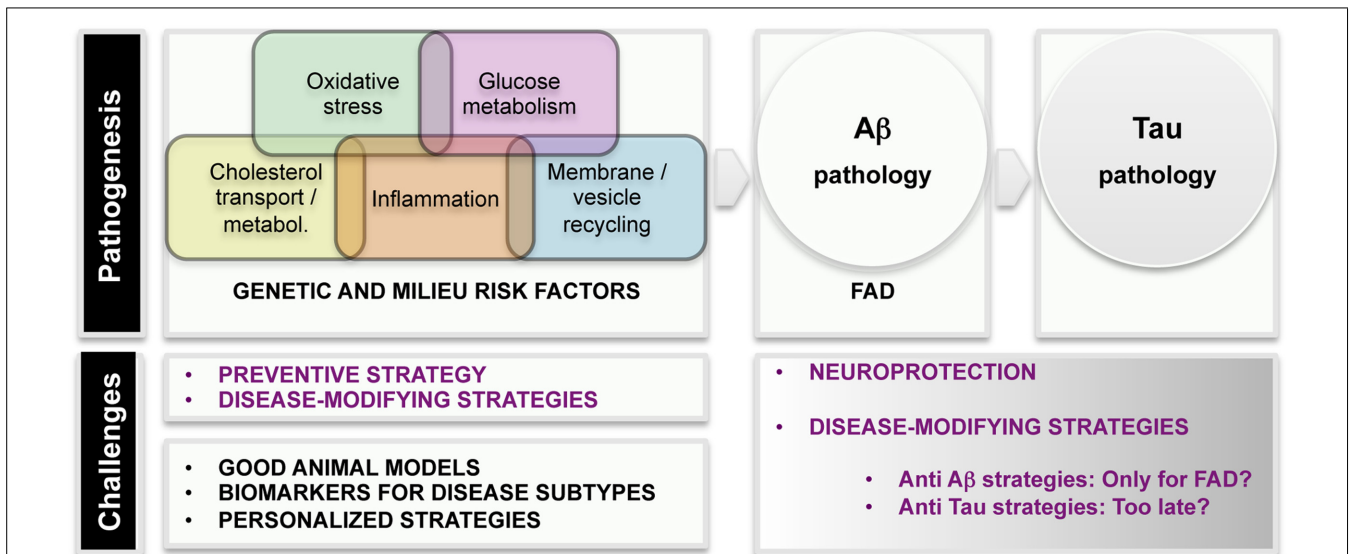 Pathogenesis
Oxidative
stress
Glucose
metabolism
Cholesterol
transport /
metabol.
Inflammation
Membrane /
vesicle
recycling
GENETIC AND MILIEU RISK FACTORS
Aβ
pathology
FAD
Tau
pathology
Challenges
• PREVENTIVE STRATEGY
• DISEASE-MODIFYING STRATEGIES
• GOOD ANIMAL MODELS
• BIOMARKERS FOR DISEASE SUBTYPES
• PERSONALIZED STRATEGIES
• NEUROPROTECTION
• DISEASE-MODIFYING STRATEGIES
• Anti Aβ strategies: Only for FAD?
• Anti Tau strategies: Too late?